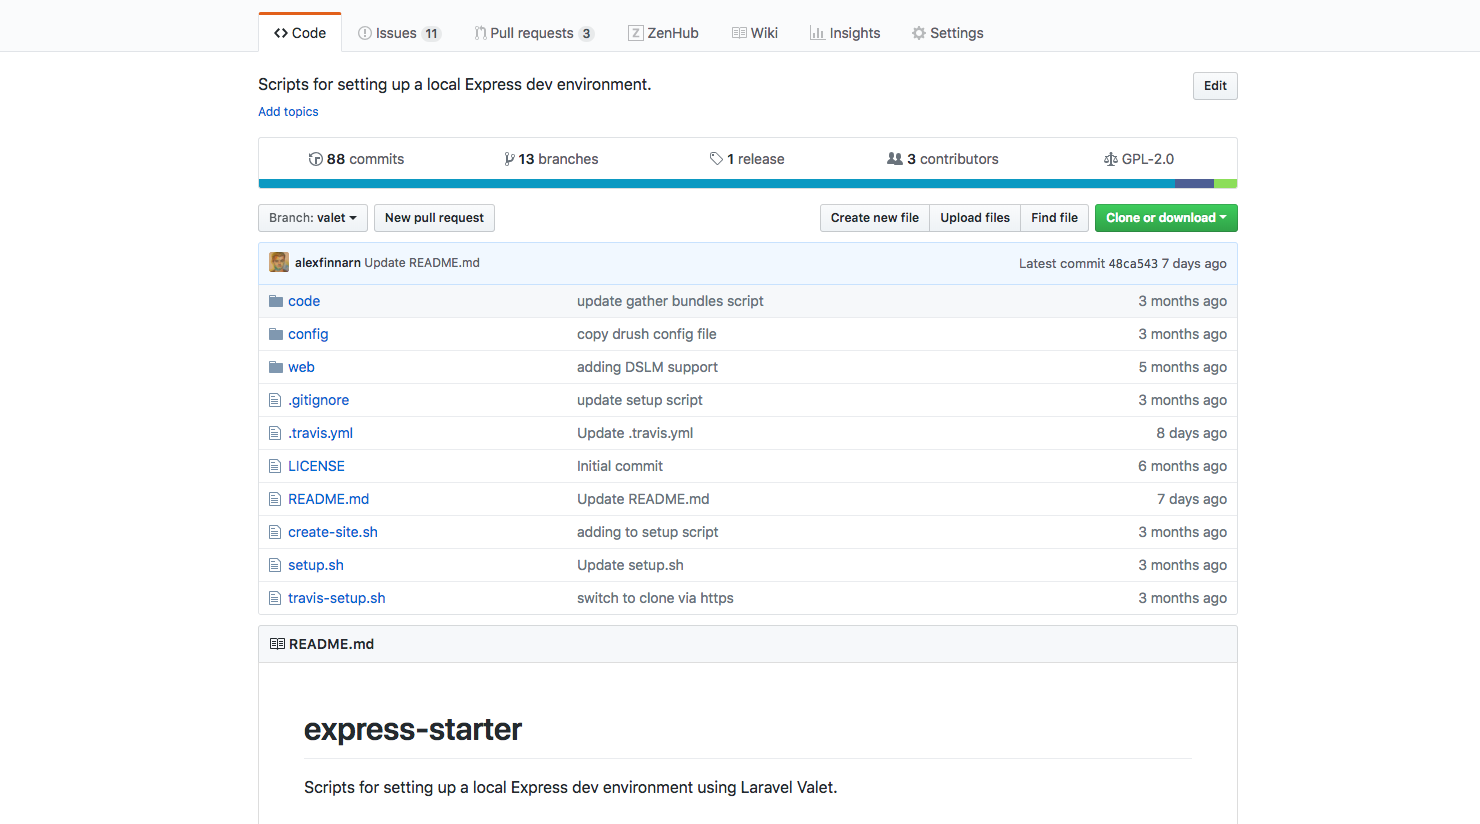 Code Issues 11 Pull requests 3 ZenHub Wiki Insights Settings
Scripts for setting up a local Express dev environment. Edit
Add topics
88 commits 13 branches 1 release 3 contributors GPL-2.0
Branch: valet New pull request Create new file Upload files Find file Clone or download
alexfinnarn Update README.md Latest commit 48ca543 7 days ago
code update gather bundles script 3 months ago
config copy drush config file 3 months ago
web adding DSLM support 5 months ago
.gitignore update setup script 3 months ago
.travis.yml Update .travis.yml 8 days ago
LICENSE Initial commit 6 months ago
README.md Update README.md 7 days ago
create-site.sh adding to setup script 3 months ago
setup.sh Update setup.sh 3 months ago
travis-setup.sh switch to clone via https 3 months ago
README.md
express-starter
Scripts for setting up a local Express dev environment using Laravel Valet.